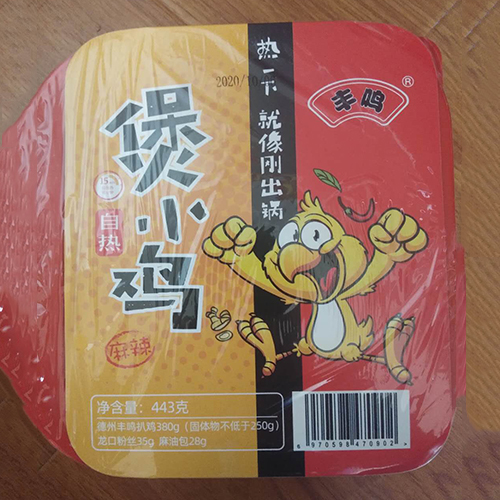 丰鸣®
热一下 就像刚出锅
煲小鸡
自热
麻辣
净含量：443克
德州丰鸣扒鸡380g（固体物不低于250g）
龙口粉丝35g 麻油包28g
6 970598 470902